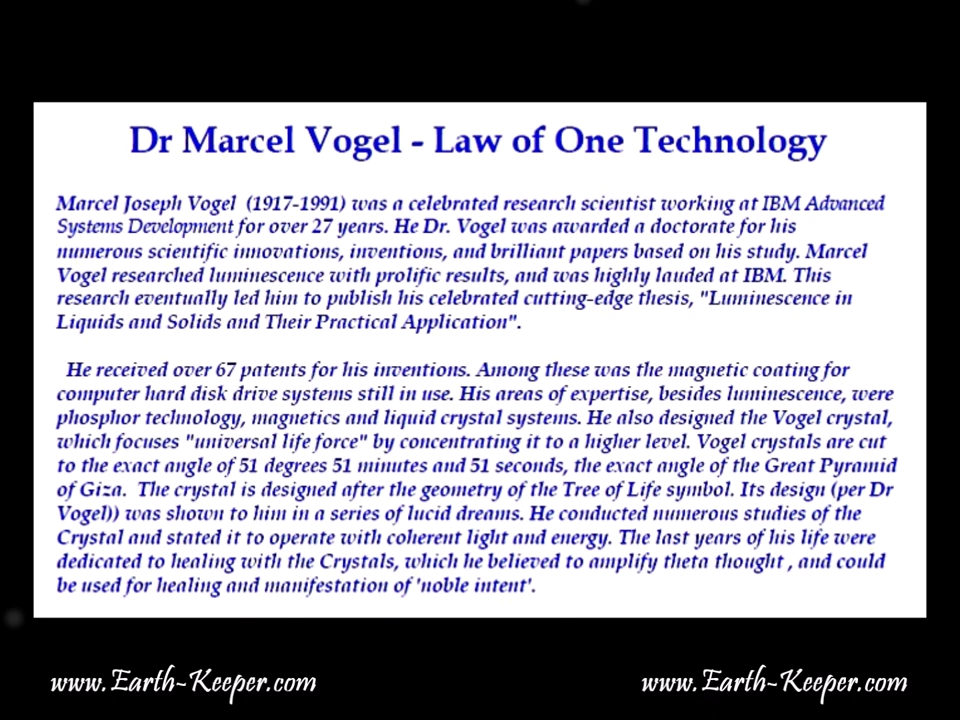 Dr Marcel Vogel - Law of One Technology
Marcel Joseph Vogel (1917-1991) was a celebrated research scientist working at IBM Advanced
Systems Development for over 27 years. He Dr. Vogel was awarded a doctorate for his
numerous scientific innovations, inventions, and brilliant papers based on his study. Marcel
Vogel researched luminescence with prolific results, and was highly lauded at IBM. This
research eventually led him to publish his celebrated cutting-edge thesis, "Luminescence in
Liquids and Solids and Their Practical Application".
He received over 67 patents for his inventions. Among these was the magnetic coating for
computer hard disk drive systems still in use. His areas of expertise, besides luminescence, were
phosphor technology, magnetics and liquid crystal systems. He also designed the Vogel crystal,
which focuses "universal life force" by concentrating it to a higher level. Vogel crystals are cut
to the exact angle of 51 degrees 51 minutes and 51 seconds, the exact angle of the Great Pyramid
of Giza. The crystal is designed after the geometry of the Tree of Life symbol. Its design (per Dr
Vogel)) was shown to him in a series of lucid dreams. He conducted numerous studies of the
Crystal and stated it to operate with coherent light and energy. The last years of his life were
dedicated to healing with the Crystals, which he believed to amplify theta thought , and could
be used for healing and manifestation of 'noble intent'.
www.Earth-Keeper.com
www.Earth-Keeper.com